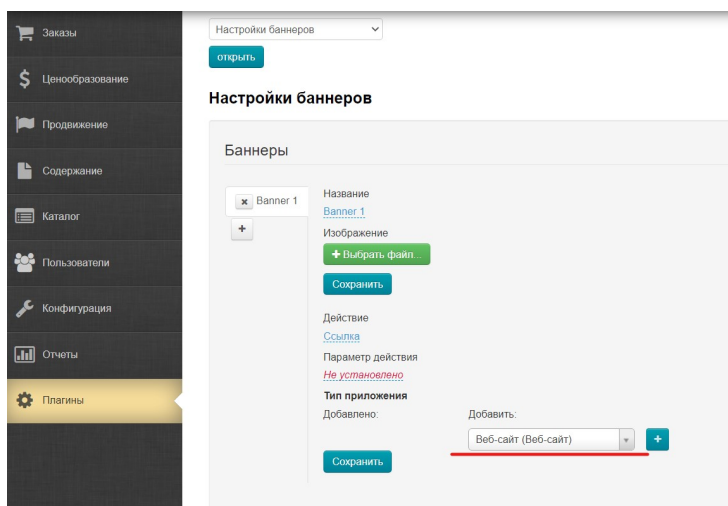 Заказы
Ценообразование
Продвижение
Содержание
Каталог
Пользователи
Конфигурация
Отчеты
Плагины
Настройки баннеров
открыть
Настройки баннеров
Баннеры
Banner 1
Название
Banner 1
Изображение
+ Выбрать файл...
Сохранить
Действие
Ссылка
Параметр действия
Не установлено
Тип приложения
Добавлено: Добавить:
Веб-сайт (Веб-сайт)
Сохранить